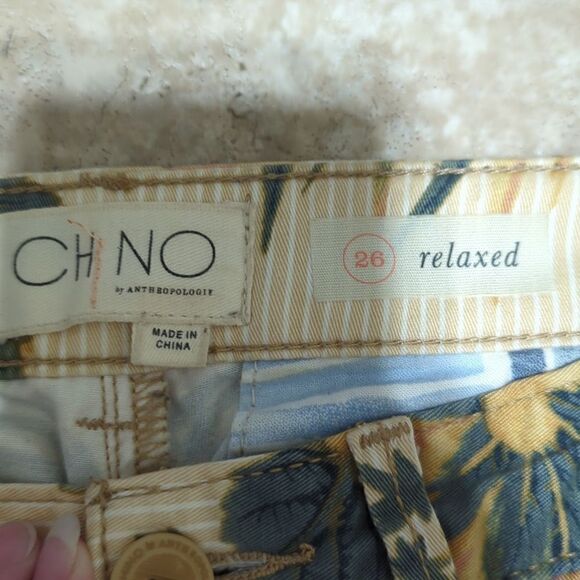 CHINO
by ANTHROPOLOGIE
MADE IN
CHINA
26 relaxed